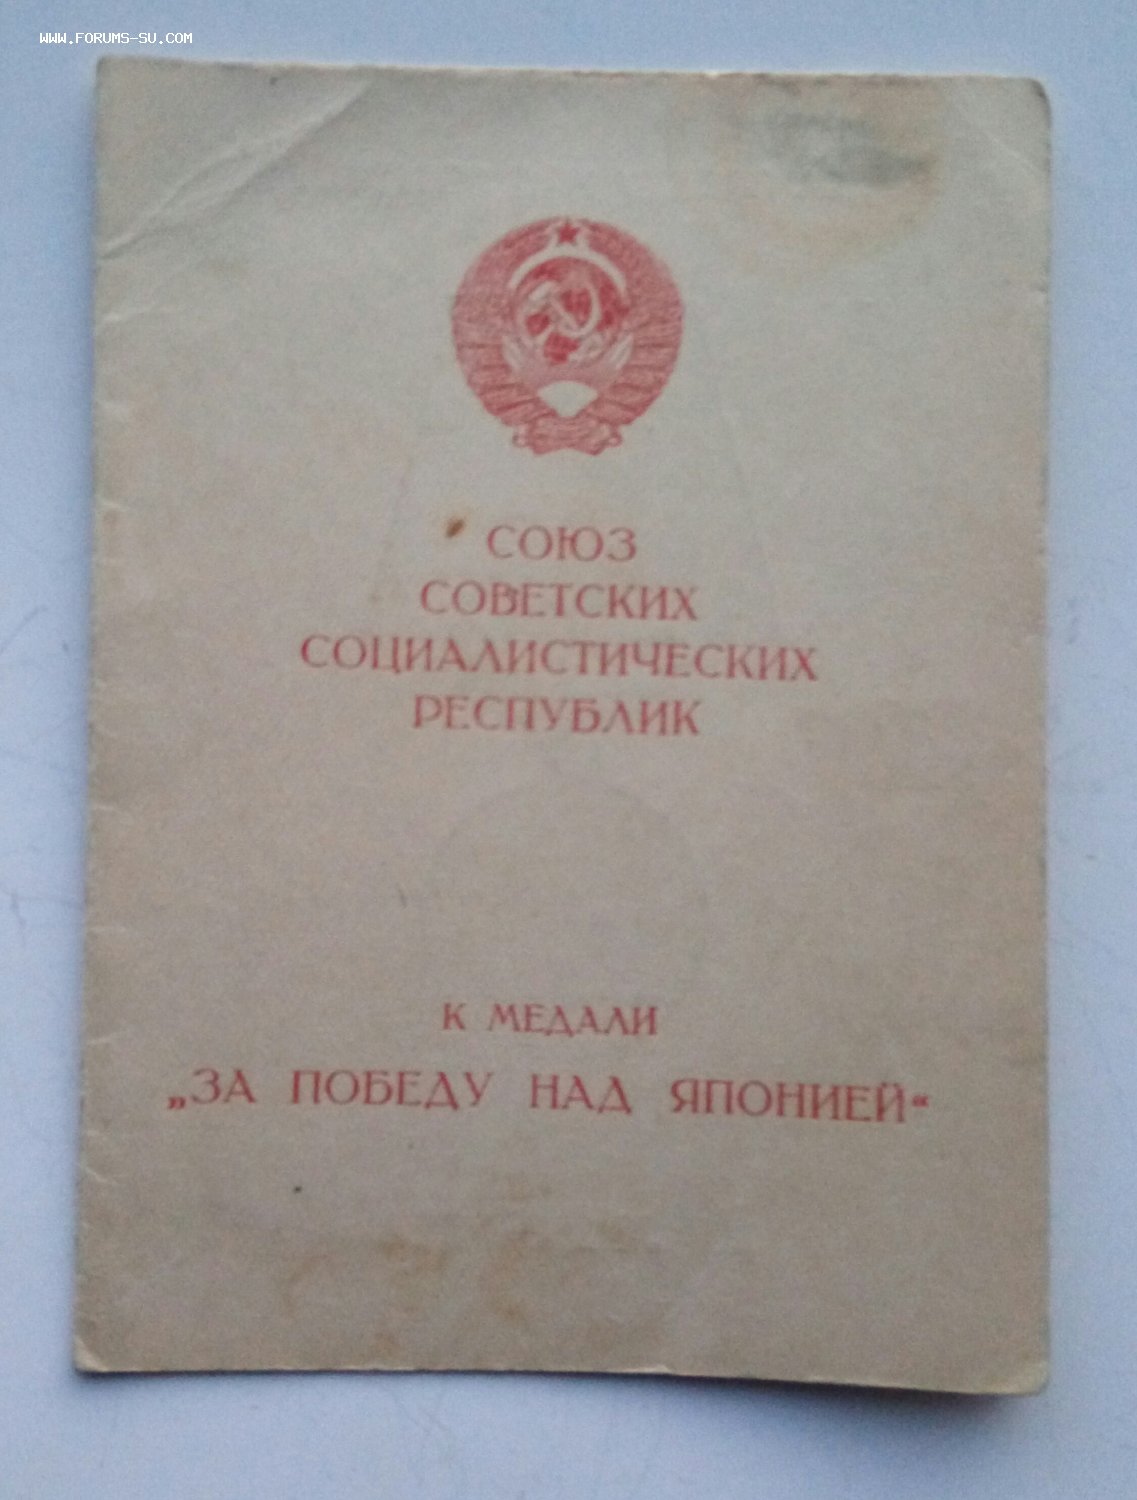 WWW.FORUMS-SU.COM
СОЮЗ
СОВЕТСКИХ
СОЦИАЛИСТИЧЕСКИХ
РЕСПУБЛИК
К МЕДАЛИ
„ЗА ПОБЕДУ НАД ЯПОНИЕЙ“